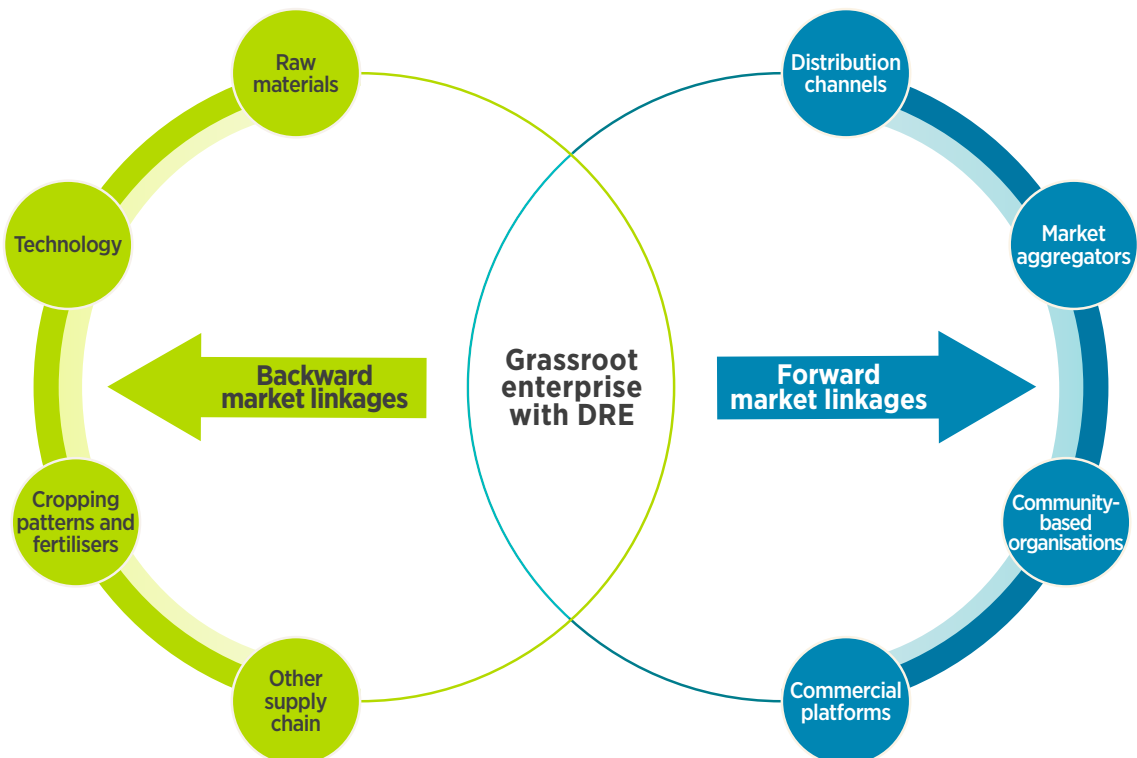 Raw
materials
Technology
Cropping
patterns and
fertilisers
Other
supply
chain
Backward
market linkages
Grassroot
enterprise
with DRE
Forward
market linkages
Distribution
channels
Market
aggregators
Community-
based
organisations
Commercial
platforms